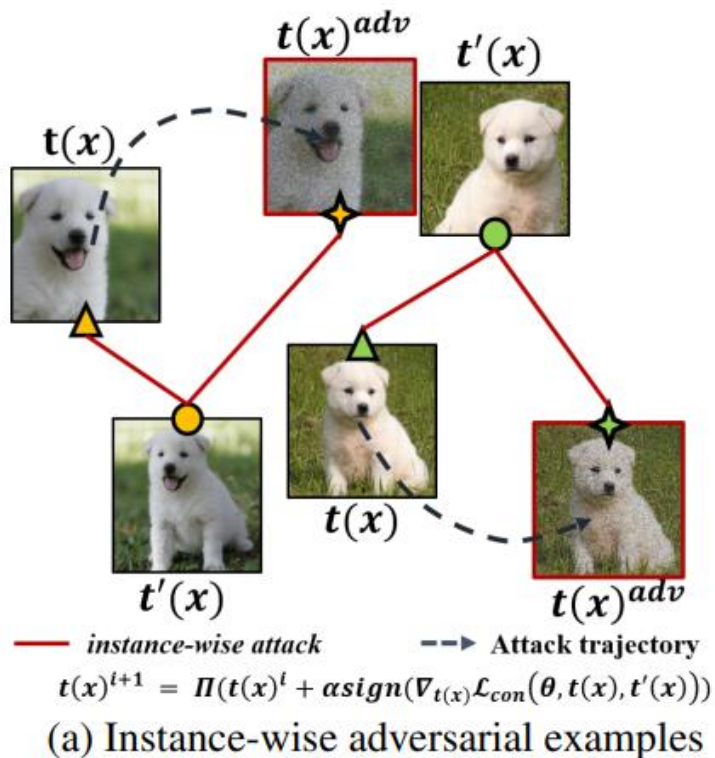 t(x)^{adv}
t'(x)
t(x)
t(x)
t'(x)
t(x)^{adv}
instance-wise attack
Attack trajectory
t(x)^{i+1} = Π(t(x)^i + αsign(∇_{t(x)}ℒ_{con}(θ, t(x), t'(x)))
(a) Instance-wise adversarial examples